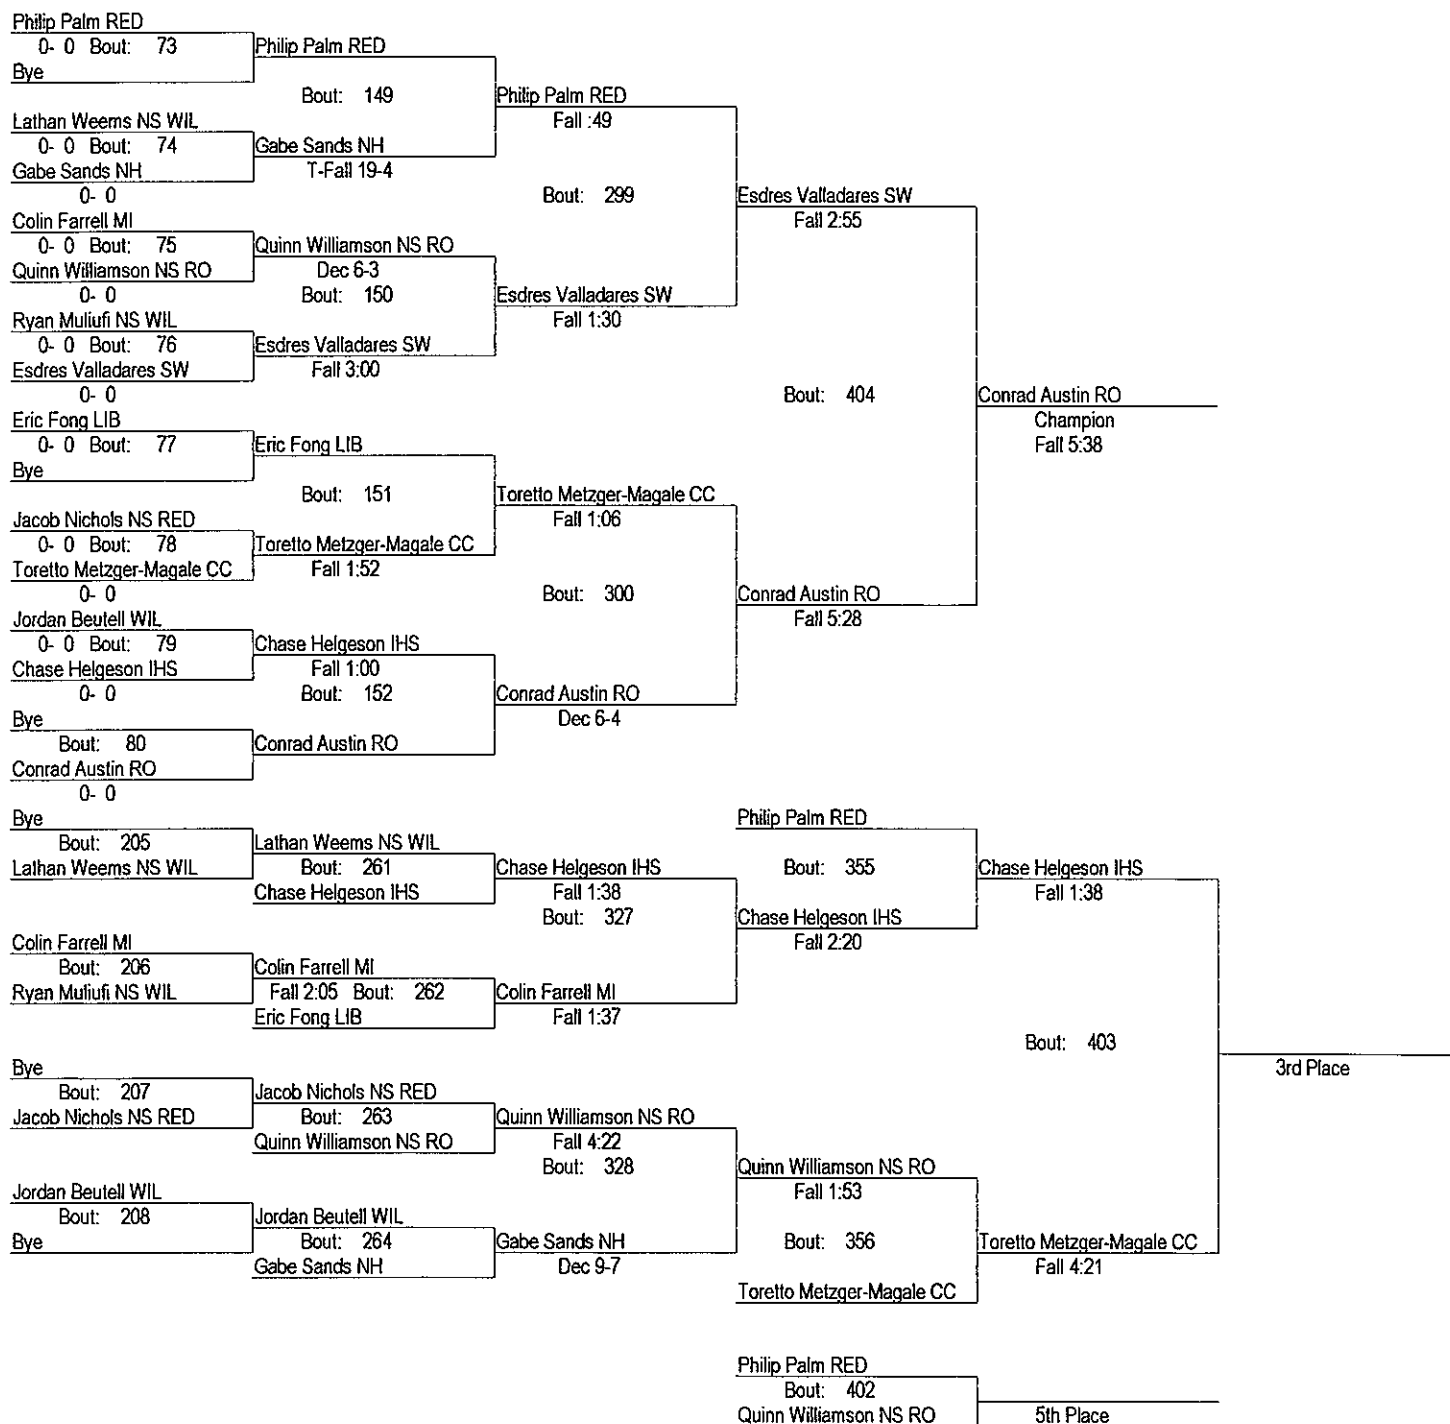 Philip Palm RED
0- 0 Bout: 73
Philip Palm RED
Bye
Bout: 149
Philip Palm RED
Lathan Weems NS WIL
Fall :49
0- 0 Bout: 74
Gabe Sands NH
Gabe Sands NH
T-Fall 19-4
0- 0
Bout: 299
Esdres Valladares SW
Colin Farrell MI
Fall 2:55
0- 0 Bout: 75
Quinn Williamson NS RO
Quinn Williamson NS RO
Dec 6-3
0- 0
Bout: 150
Esdres Valladares SW
Ryan Muliufi NS WIL
Fall 1:30
0- 0 Bout: 76
Esdres Valladares SW
Esdres Valladares SW
Fall 3:00
0- 0
Bout: 404
Conrad Austin RO
Eric Fong LIB
Champion
0- 0 Bout: 77
Eric Fong LIB
Fall 5:38
Bye
Bout: 151
Toretto Metzger-Magale CC
Jacob Nichols NS RED
Fall 1:06
0- 0 Bout: 78
Toretto Metzger-Magale CC
Toretto Metzger-Magale CC
Fall 1:52
0- 0
Bout: 300
Conrad Austin RO
Jordan Beutell WIL
Fall 5:28
0- 0 Bout: 79
Chase Helgeson IHS
Chase Helgeson IHS
Fall 1:00
0- 0
Bout: 152
Conrad Austin RO
Bye
Dec 6-4
Bout: 80
Conrad Austin RO
Conrad Austin RO
0- 0
Bye
Philip Palm RED
Bout: 205
Lathan Weems NS WIL
Lathan Weems NS WIL
Bout: 261
Chase Helgeson IHS
Bout: 355
Chase Helgeson IHS
Chase Helgeson IHS
Fall 1:38
Fall 1:38
Bout: 327
Chase Helgeson IHS
Colin Farrell MI
Fall 2:20
Bout: 206
Colin Farrell MI
Ryan Muliufi NS WIL
Fall 2:05 Bout: 262
Colin Farrell MI
Eric Fong LIB
Fall 1:37
Bout: 403
Bye
3rd Place
Bout: 207
Jacob Nichols NS RED
Jacob Nichols NS RED
Bout: 263
Quinn Williamson NS RO
Quinn Williamson NS RO
Fall 4:22
Bout: 328
Quinn Williamson NS RO
Jordan Beutell WIL
Fall 1:53
Bout: 208
Jordan Beutell WIL
Bye
Bout: 264
Gabe Sands NH
Bout: 356
Toretto Metzger-Magale CC
Gabe Sands NH
Dec 9-7
Fall 4:21
Toretto Metzger-Magale CC
Philip Palm RED
Bout: 402
Quinn Williamson NS RO
5th Place